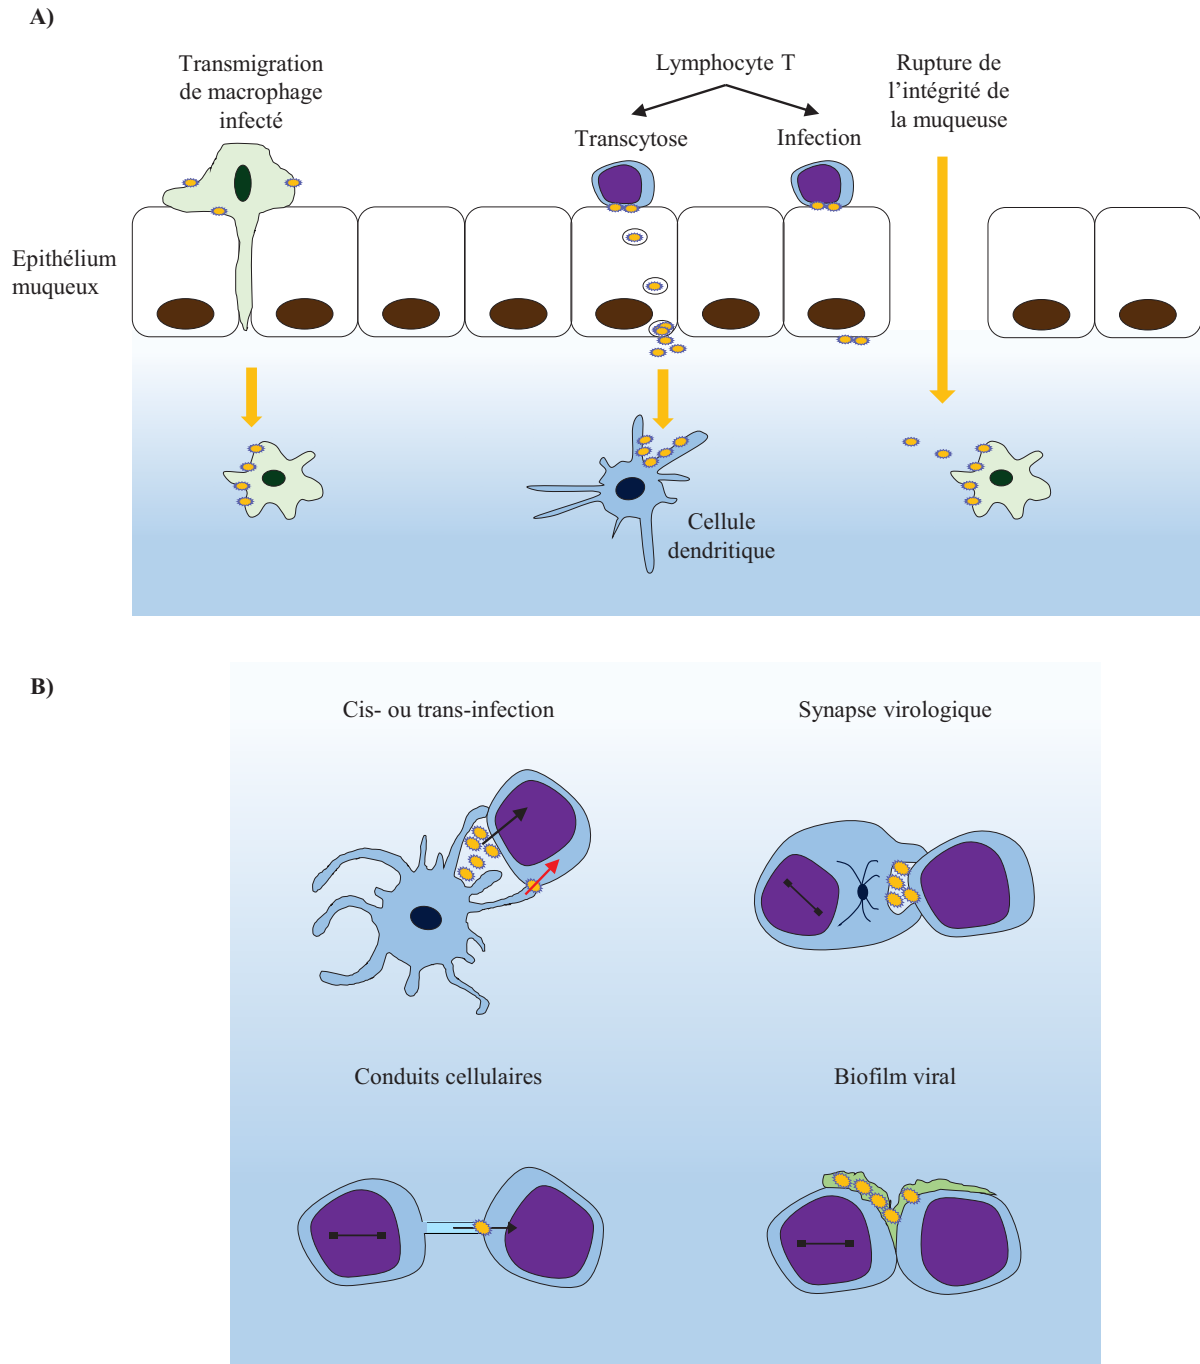 A)
Transmigration
de macrophage
infecté
Lymphocyte T
Rupture de
l’intégrité de
la muqueuse
Transcytose
Infection
Epithélium
muqueux
Cellule
dendritique
B)
Cis- ou trans-infection
Synapse virologique
Conduits cellulaires
Biofilm viral